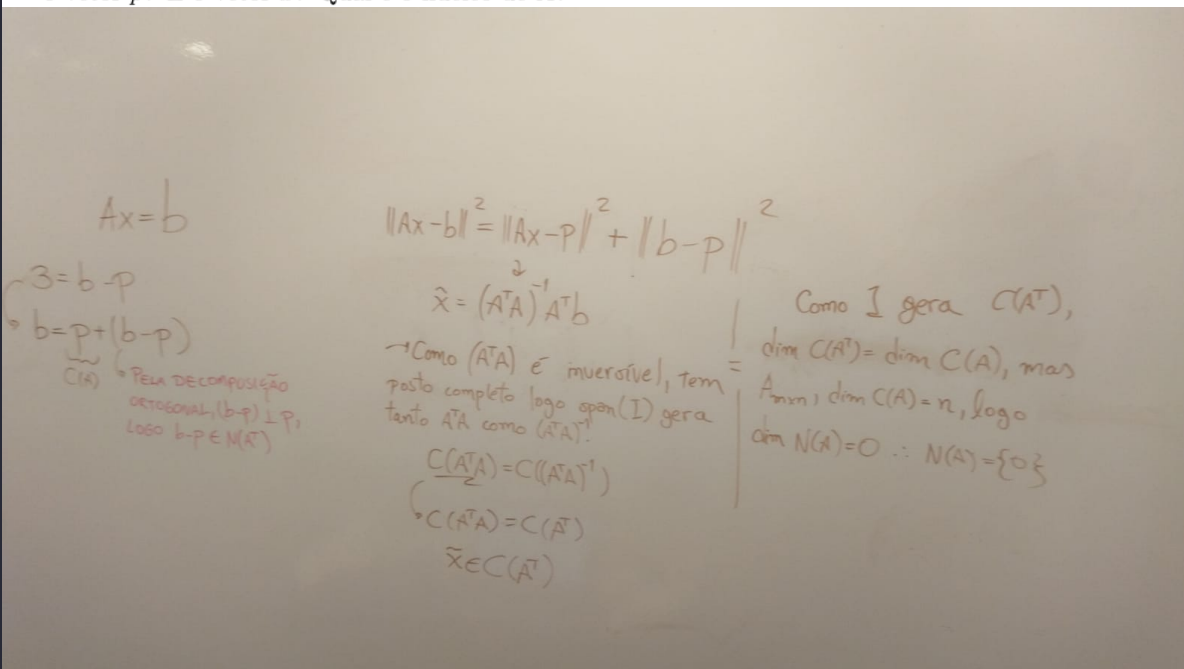 Ax=b
3=b-p
b=p+(b-p)
C(A)
PELA DECOMPOSIÇÃO
ORTOGONAL, (b-p)⊥p,
LOGO b-p∈N(Aᵀ)
||Ax-b||²=||Ax-p||²+||b-p||²
x̂=(AᵀA)⁻¹Aᵀb
→Como (AᵀA) é inversível, tem
posto completo logo span(I) gera
tanto AᵀA como (AᵀA)⁻¹.
C(AᵀA)=C((AᵀA)⁻¹)
C(AᵀA)=C(Aᵀ)
x̂∈C(Aᵀ)
Como I gera C(Aᵀ),
dim C(Aᵀ)=dim C(A), mas
Aₘₓₙ, dim C(A)=n, logo
dim N(A)=0 ∴ N(A)={0}